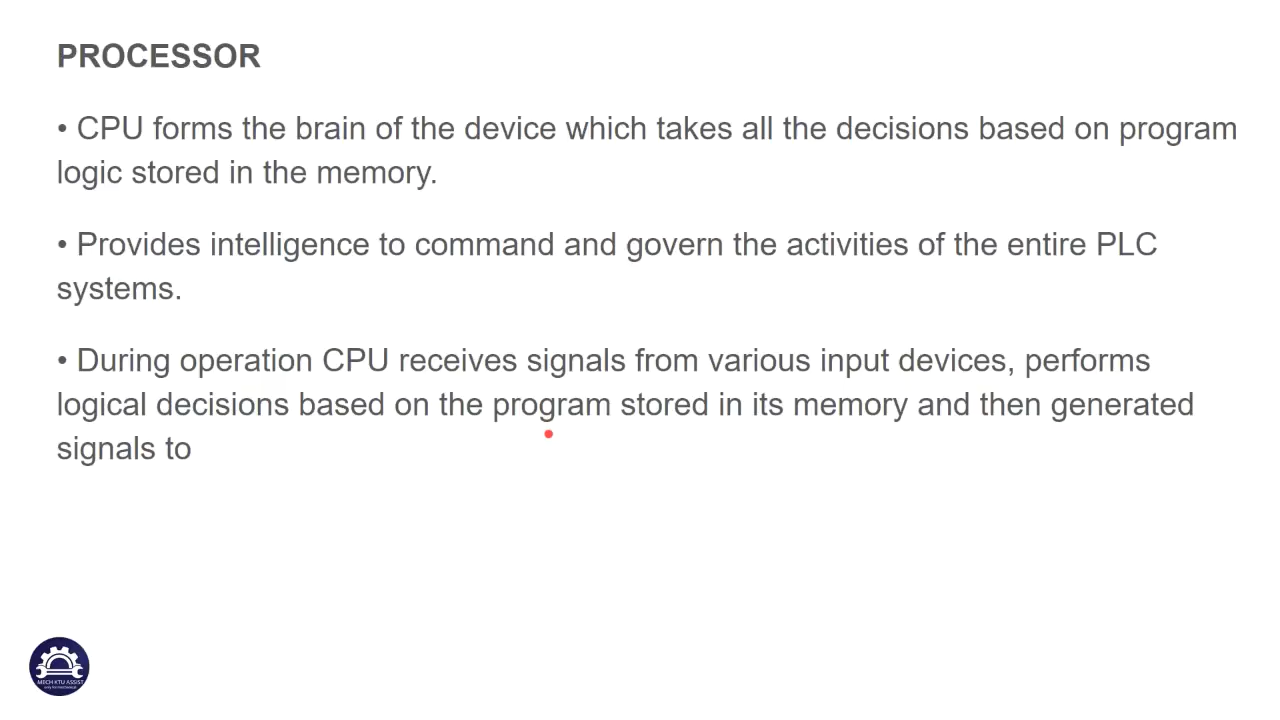 PROCESSOR
• CPU forms the brain of the device which takes all the decisions based on program
logic stored in the memory.
• Provides intelligence to command and govern the activities of the entire PLC
systems.
• During operation CPU receives signals from various input devices, performs
logical decisions based on the program stored in its memory and then generated
signals to
MECH KTU ASSIST